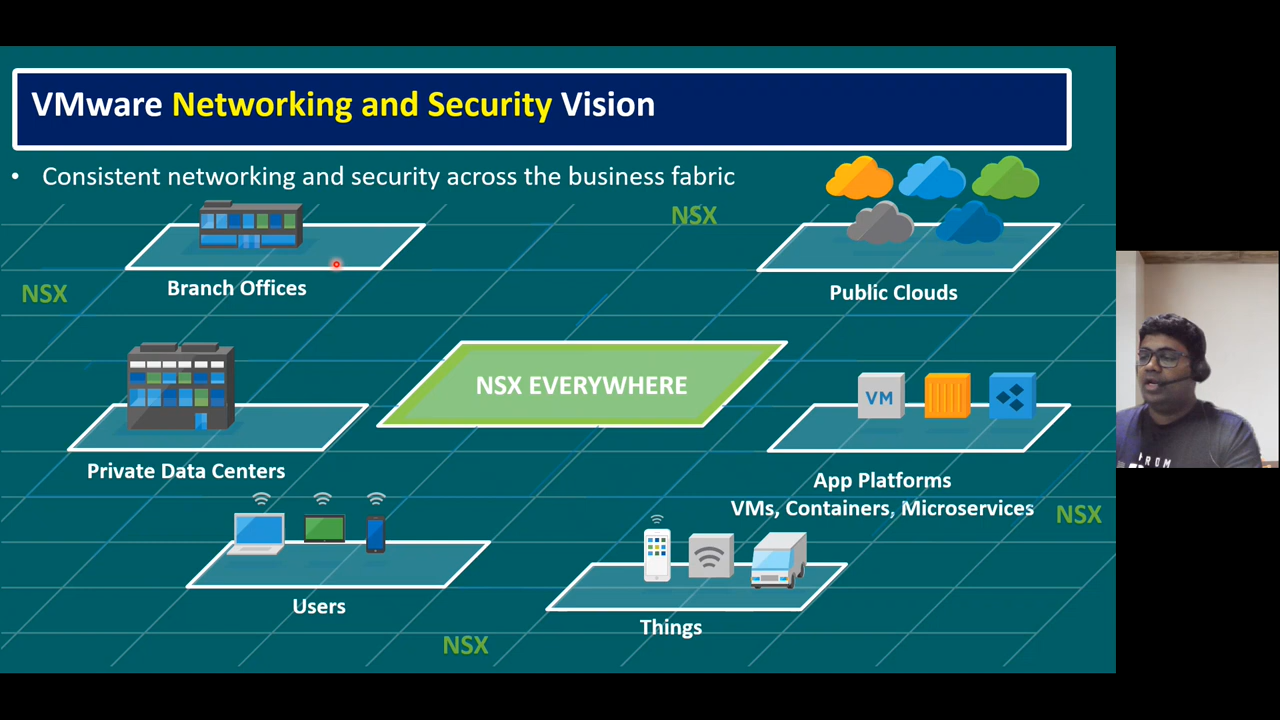 VMware Networking and Security Vision
• Consistent networking and security across the business fabric
NSX
NSX
Branch Offices
Public Clouds
NSX EVERYWHERE
VM
Private Data Centers
App Platforms
VMs, Containers, Microservices
NSX
Users
Things
NSX